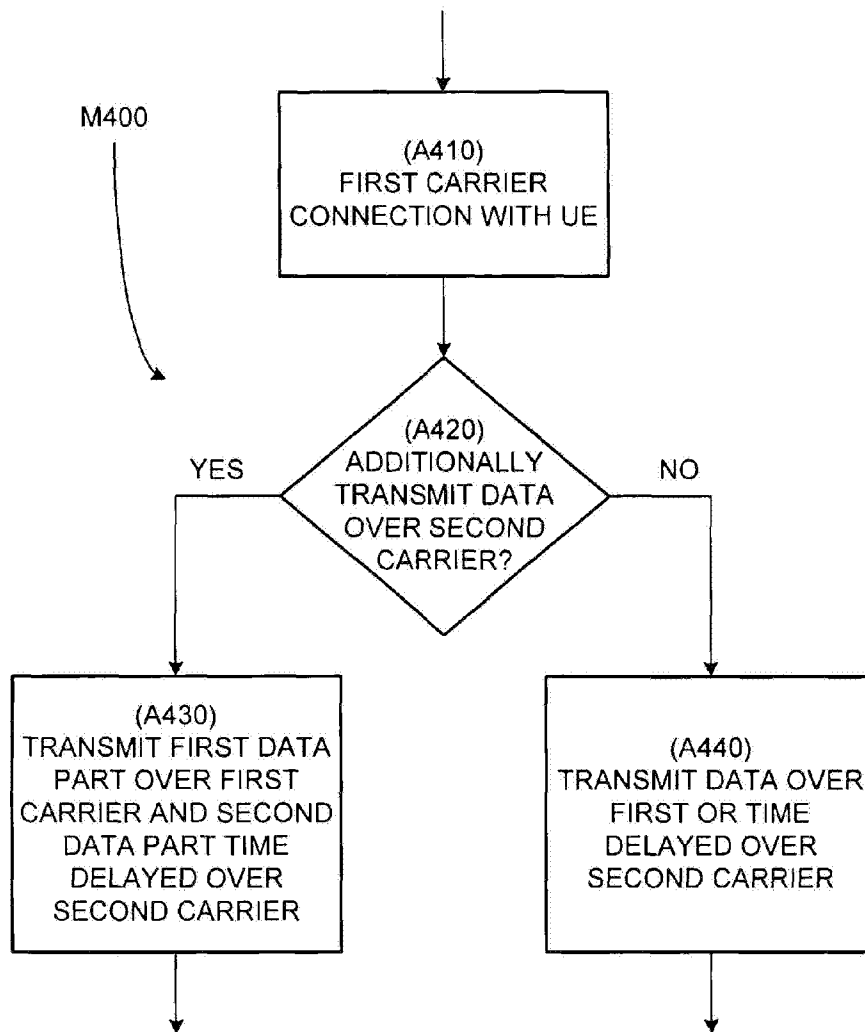 M400
(A410)
FIRST CARRIER
CONNECTION WITH UE
(A420)
ADDITIONALLY
TRANSMIT DATA
OVER SECOND
CARRIER?
YES
NO
(A430)
TRANSMIT FIRST DATA
PART OVER FIRST
CARRIER AND SECOND
DATA PART TIME
DELAYED OVER
SECOND CARRIER
(A440)
TRANSMIT DATA OVER
FIRST OR TIME
DELAYED OVER
SECOND CARRIER